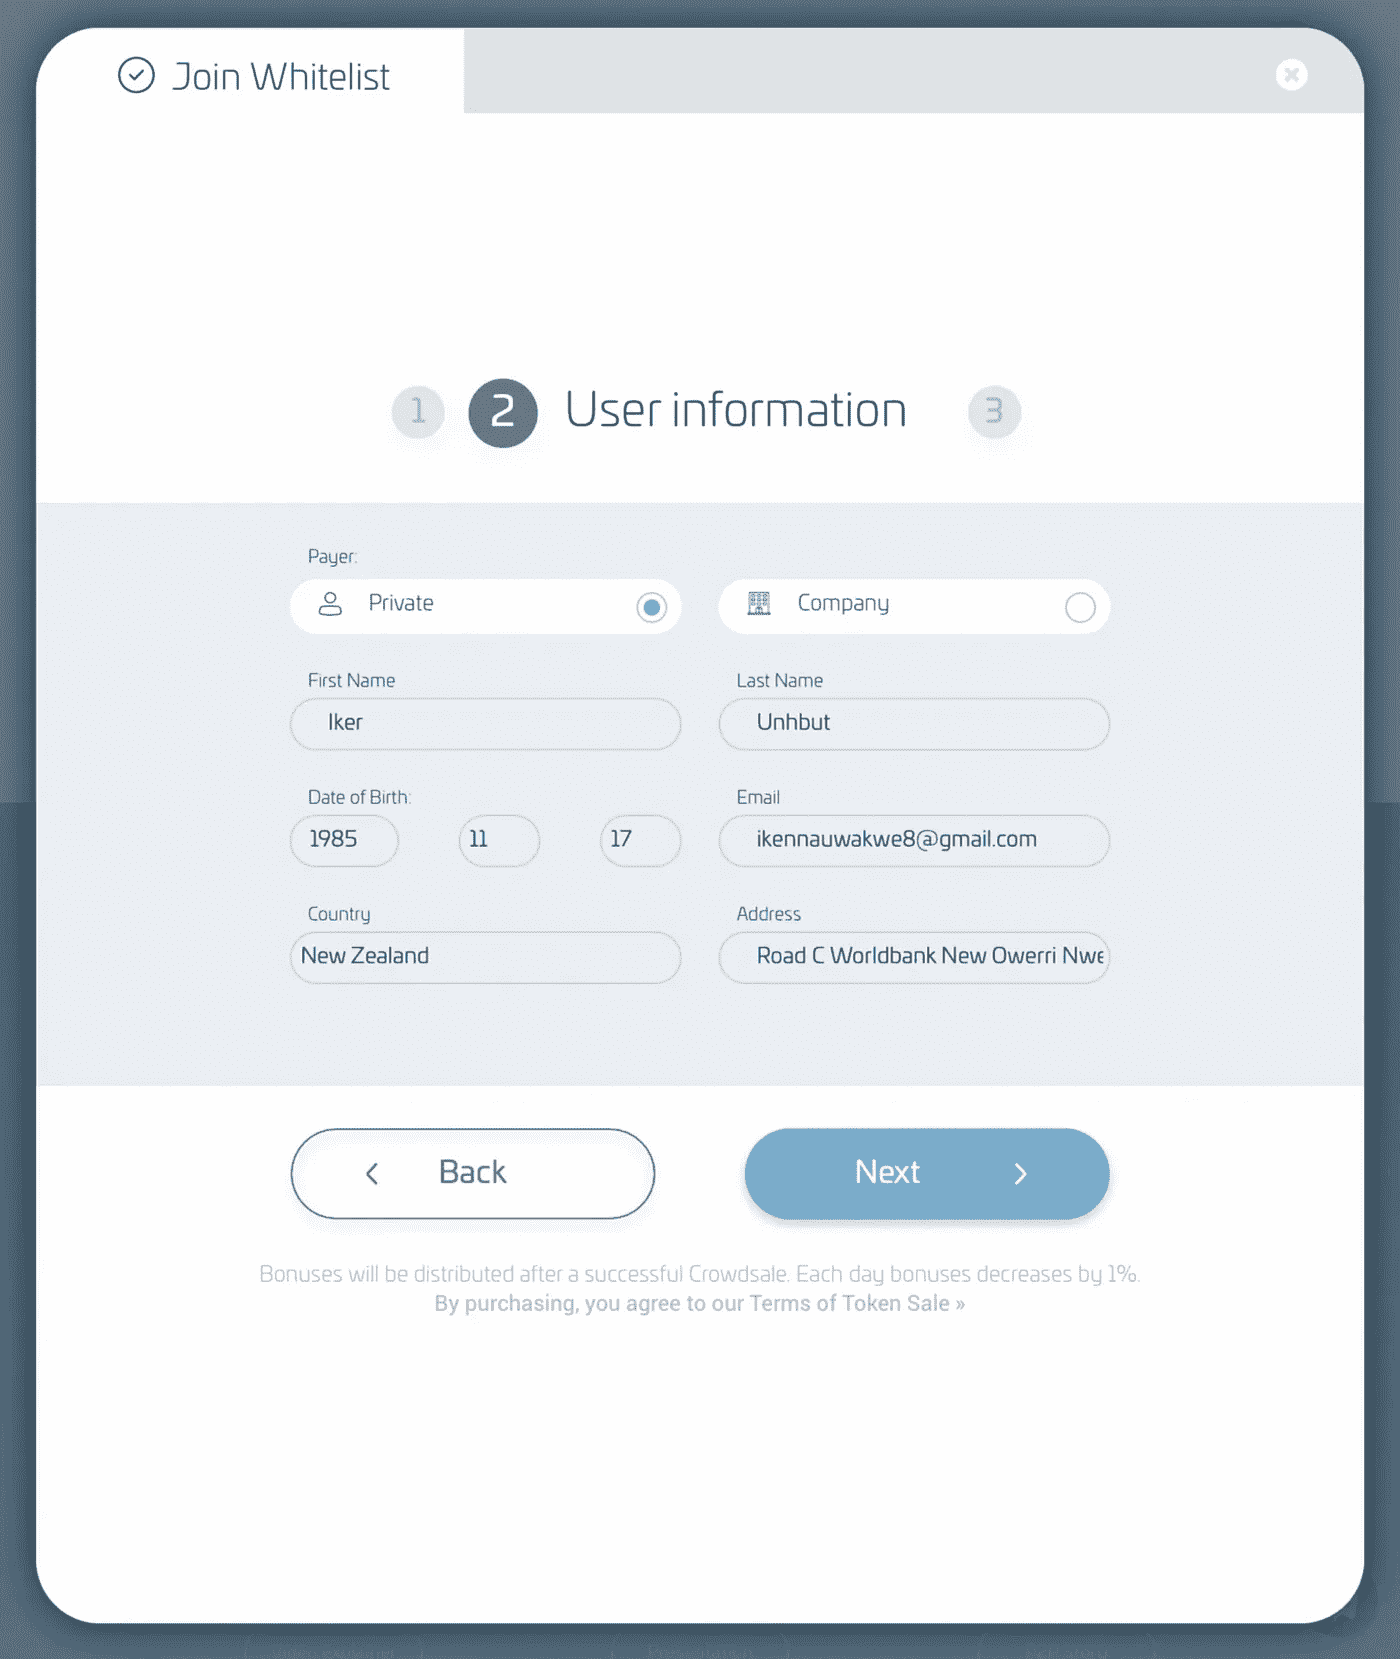 Join Whitelist
1 2 User information 3
Payer:
Private Company
First Name Last Name
Iker Unhbut
Date of Birth: Email
1985 11 17 ikennauwakwe8@gmail.com
Country Address
New Zealand Road C Worldbank New Owerri Nwe
Back Next
Bonuses will be distributed after a successful Crowdsale. Each day bonuses decreases by 1%.
By purchasing, you agree to our Terms of Token Sale »